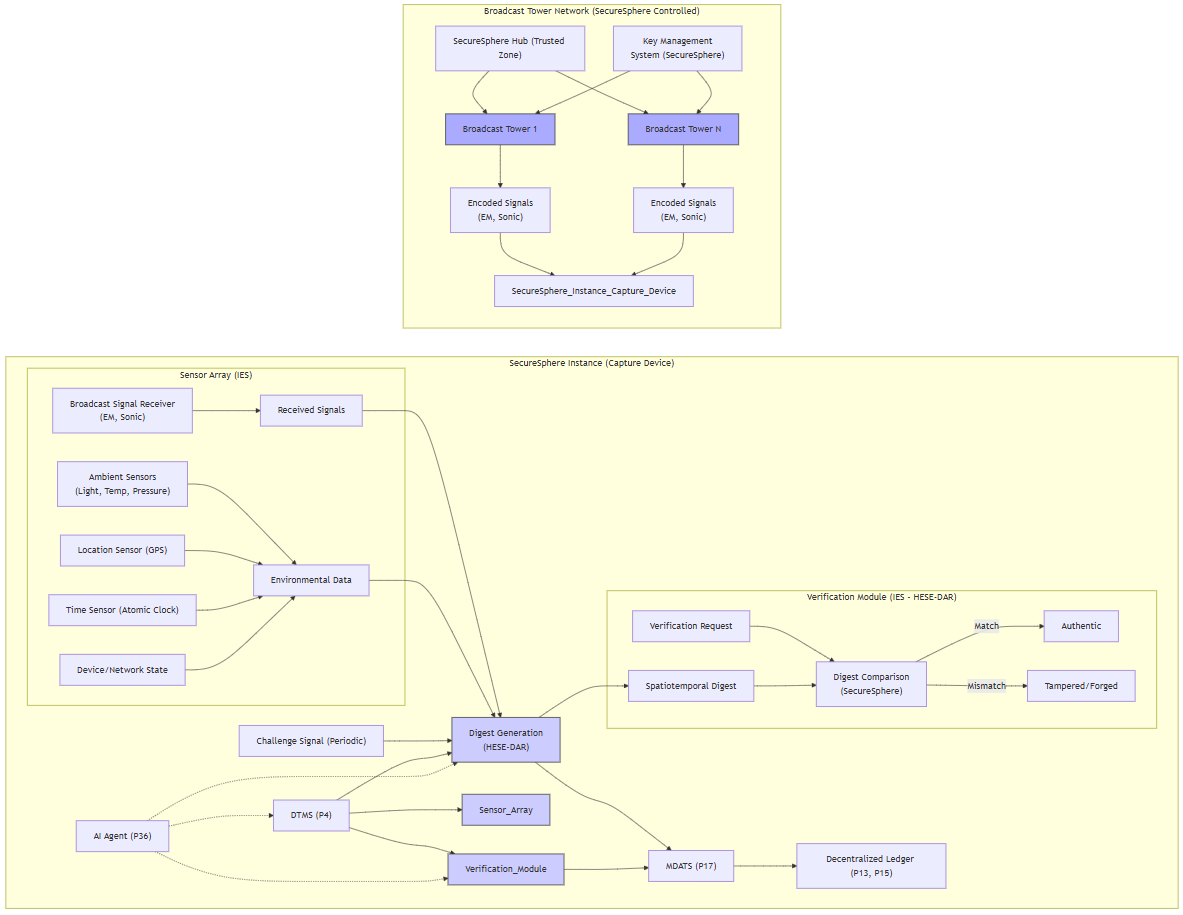 Broadcast Tower Network (SecureSphere Controlled)
SecureSphere Hub (Trusted
Zone)
Key Management
System (SecureSphere)
Broadcast Tower 1
Broadcast Tower N
Encoded Signals
(EM, Sonic)
Encoded Signals
(EM, Sonic)
SecureSphere_Instance_Capture_Device
SecureSphere Instance (Capture Device)
Sensor Array (IES)
Broadcast Signal Receiver
(EM, Sonic)
Received Signals
Ambient Sensors
(Light, Temp, Pressure)
Location Sensor (GPS)
Environmental Data
Time Sensor (Atomic Clock)
Device/Network State
Verification Module (IES - HESE-DAR)
Verification Request
Match
Authentic
Spatiotemporal Digest
Digest Comparison
(SecureSphere)
Mismatch
Tampered/Forged
Challenge Signal (Periodic)
Digest Generation
(HESE-DAR)
DTMS (P4)
Sensor_Array
AI Agent (P36)
Verification_Module
MDATS (P17)
Decentralized Ledger
(P13, P15)